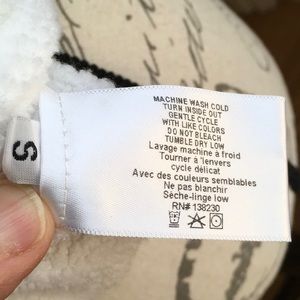 MACHINE WASH COLD
TURN INSIDE OUT
GENTLE CYCLE
WITH LIKE COLORS
DO NOT BLEACH
TUMBLE DRY LOW
Lavage machine à froid
Tourner à l'envers
cycle délicat
Avec des couleurs semblables
Ne pas blanchir
Sèche-linge low
RN# 138230
S